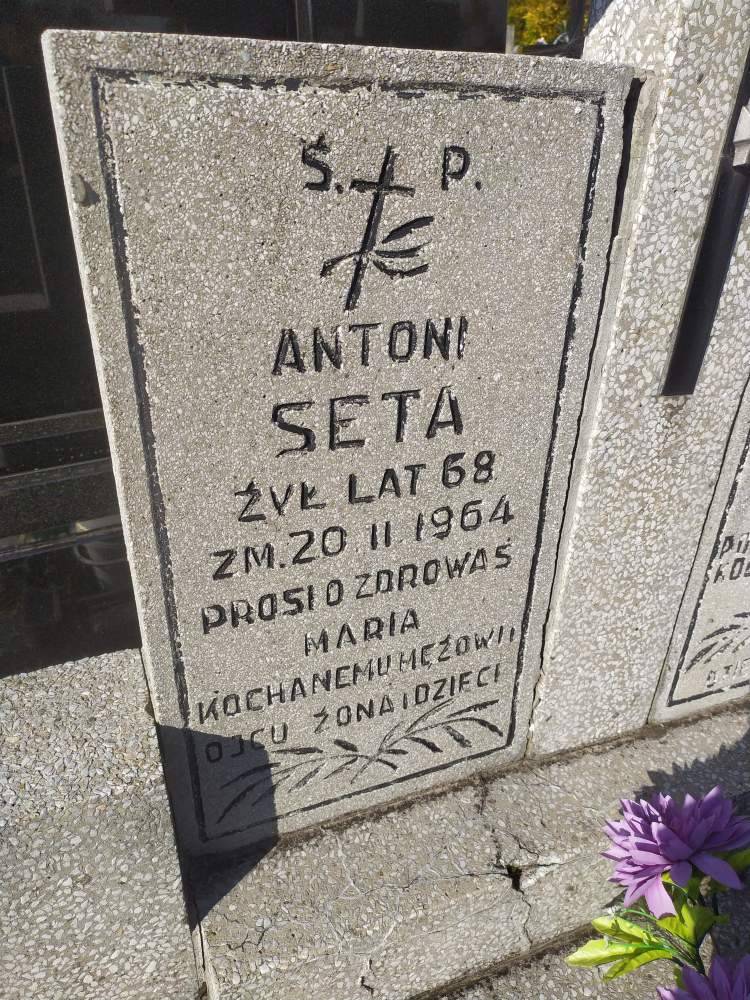 Ś. P.
ANTONI
SETA
ŻYŁ LAT 68
ZM. 20.II.1964
PROSI O ZDROWAŚ
MARIA
KOCHANEMU MĘŻOWI I
OJCU ŻONA I DZIECI